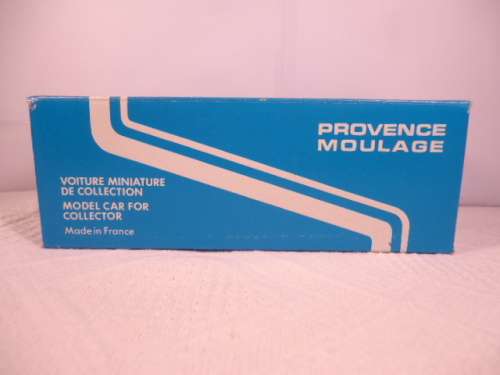 PROVENCE
MOULAGE
VOITURE MINIATURE
DE COLLECTION
MODEL CAR FOR
COLLECTOR
Made in France